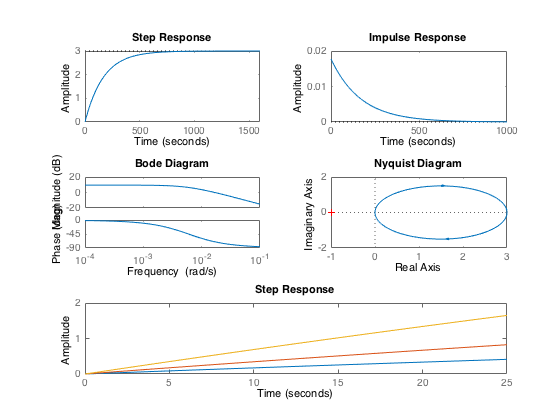 Step Response
Amplitude
3
2
1
0
0 500 1000 1500
Time (seconds)
Impulse Response
Amplitude
0.02
0.01
0
0 500 1000
Time (seconds)
Bode Diagram
Magnitude (dB)
20
0
-20
Phase (deg)
0
-45
-90
10^-4 10^-3 10^-2 10^-1
Frequency (rad/s)
Nyquist Diagram
Imaginary Axis
2
0
-2
-1 0 1 2 3
Real Axis
Step Response
Amplitude
2
1
0
0 5 10 15 20 25
Time (seconds)